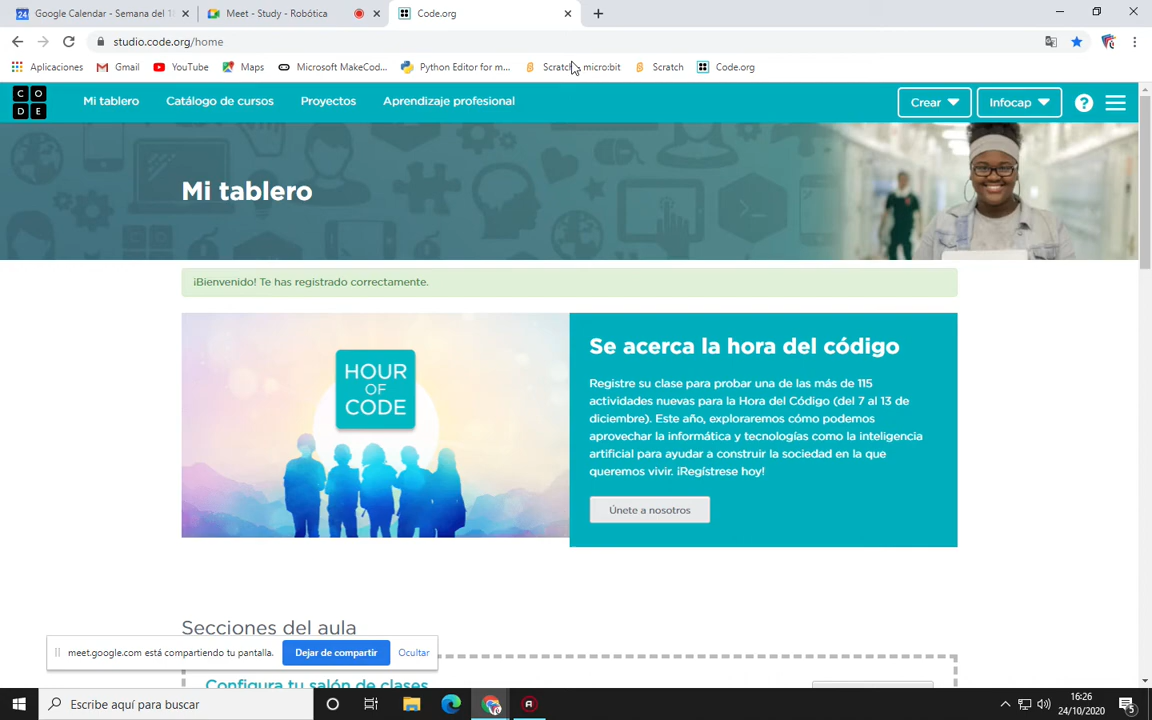 Google Calendar - Semana del 18
Meet - Study - Robótica
Code.org
studio.code.org/home
Aplicaciones
Gmail
YouTube
Maps
Microsoft MakeCod...
Python Editor for m...
Scratch micro:bit
Scratch
Code.org
C O
D E
Mi tablero
Catálogo de cursos
Proyectos
Aprendizaje profesional
Crear
Infocap
?
Mi tablero
¡Bienvenido! Te has registrado correctamente.
HOUR
OF
CODE
Se acerca la hora del código
Registre su clase para probar una de las más de 115
actividades nuevas para la Hora del Código (del 7 al 13 de
diciembre). Este año, exploraremos cómo podemos
aprovechar la informática y tecnologías como la inteligencia
artificial para ayudar a construir la sociedad en la que
queremos vivir. ¡Regístrese hoy!
Únete a nosotros
Secciones del aula
meet.google.com está compartiendo tu pantalla.
Dejar de compartir
Ocultar
Configura tu salón de clases
Escribe aquí para buscar
16:26
24/10/2020
5